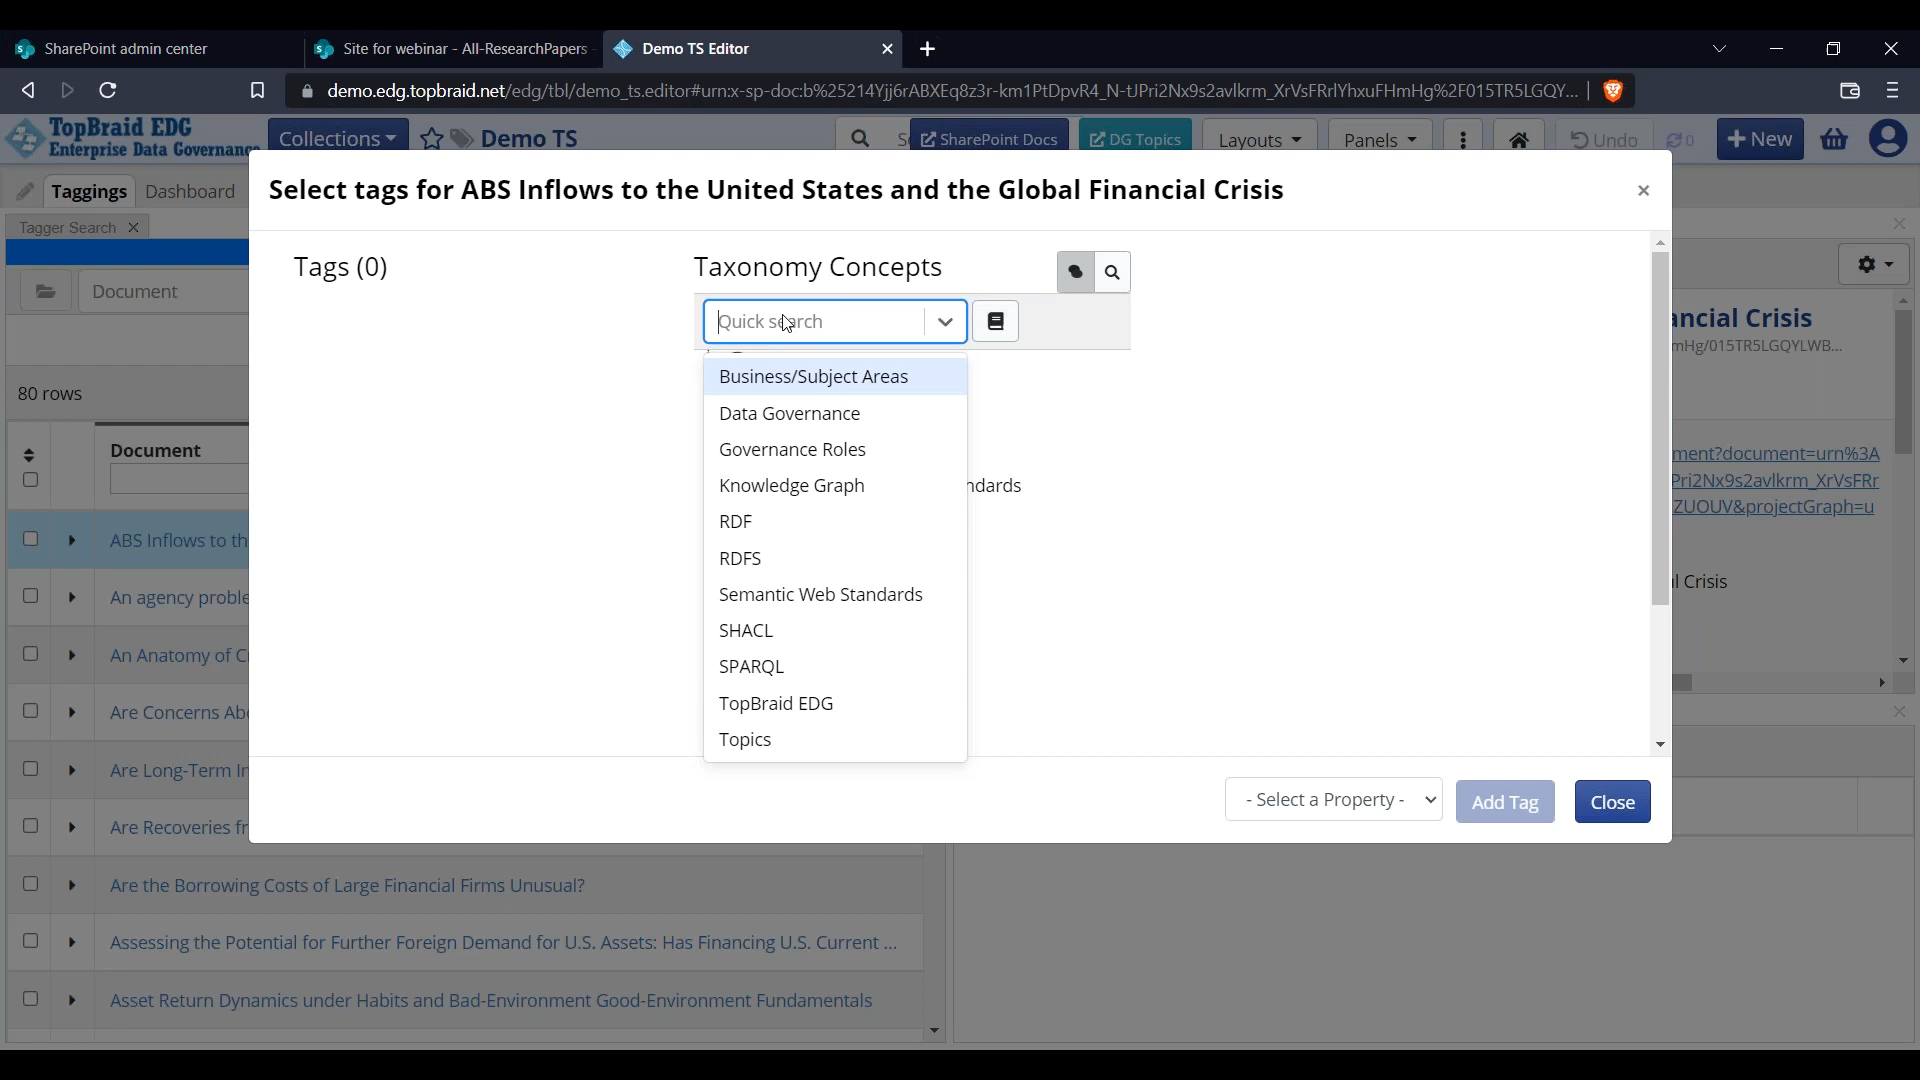 SharePoint admin center
Site for webinar - All-ResearchPapers
Demo TS Editor
demo.edg.topbraid.net/edg/tbl/demo_ts.editor#urn:x-sp-doc:b%25214Yjj6rABXEq8z3r-km1PtDpvR4_N-tJPri2Nx9s2avlkrm_XrVsFRrlYhxuFHmHg%2F015TR5LGQY...
TopBraid EDG
Enterprise Data Governance
Collections
Demo TS
SharePoint Docs
DG Topics
Layouts
Panels
Undo
0
+ New
Taggings
Dashboard
Select tags for ABS Inflows to the United States and the Global Financial Crisis
Tagger Search
Tags (0)
Taxonomy Concepts
Document
Quick search
ancial Crisis
mHg/015TR5LGQYLWB...
80 rows
Business/Subject Areas
Data Governance
Governance Roles
Knowledge Graph
ndards
RDF
RDFS
Semantic Web Standards
SHACL
SPARQL
TopBraid EDG
Topics
Document
ment?document=urn%3A
Pri2Nx9s2avlkrm_XrVsFRr
ZUOUV&projectGraph=u
ABS Inflows to th
l Crisis
An agency proble
An Anatomy of C
Are Concerns Ab
Are Long-Term In
- Select a Property -
Add Tag
Close
Are Recoveries fr
Are the Borrowing Costs of Large Financial Firms Unusual?
Assessing the Potential for Further Foreign Demand for U.S. Assets: Has Financing U.S. Current ...
Asset Return Dynamics under Habits and Bad-Environment Good-Environment Fundamentals